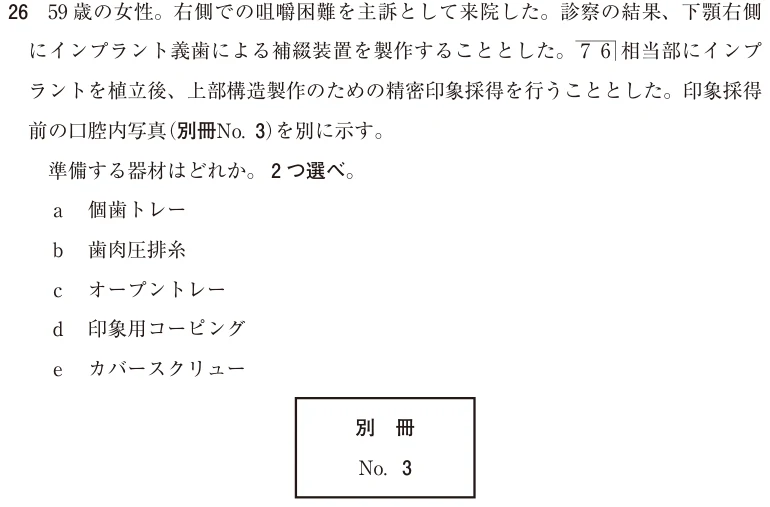 26 59歳の女性。右側での咀嚼困難を主訴として来院した。診察の結果、下顎右側
にインプラント義歯による補綴装置を製作することとした。7 6 相当部にインプ
ラントを植立後、上部構造製作のための精密印象採得を行うこととした。印象採得
前の口腔内写真(別冊No. 3)を別に示す。
準備する器材はどれか。2つ選べ。
a 個歯トレー
b 歯肉圧排糸
c オープントレー
d 印象用コーピング
e カバースクリュー
別 冊
No. 3